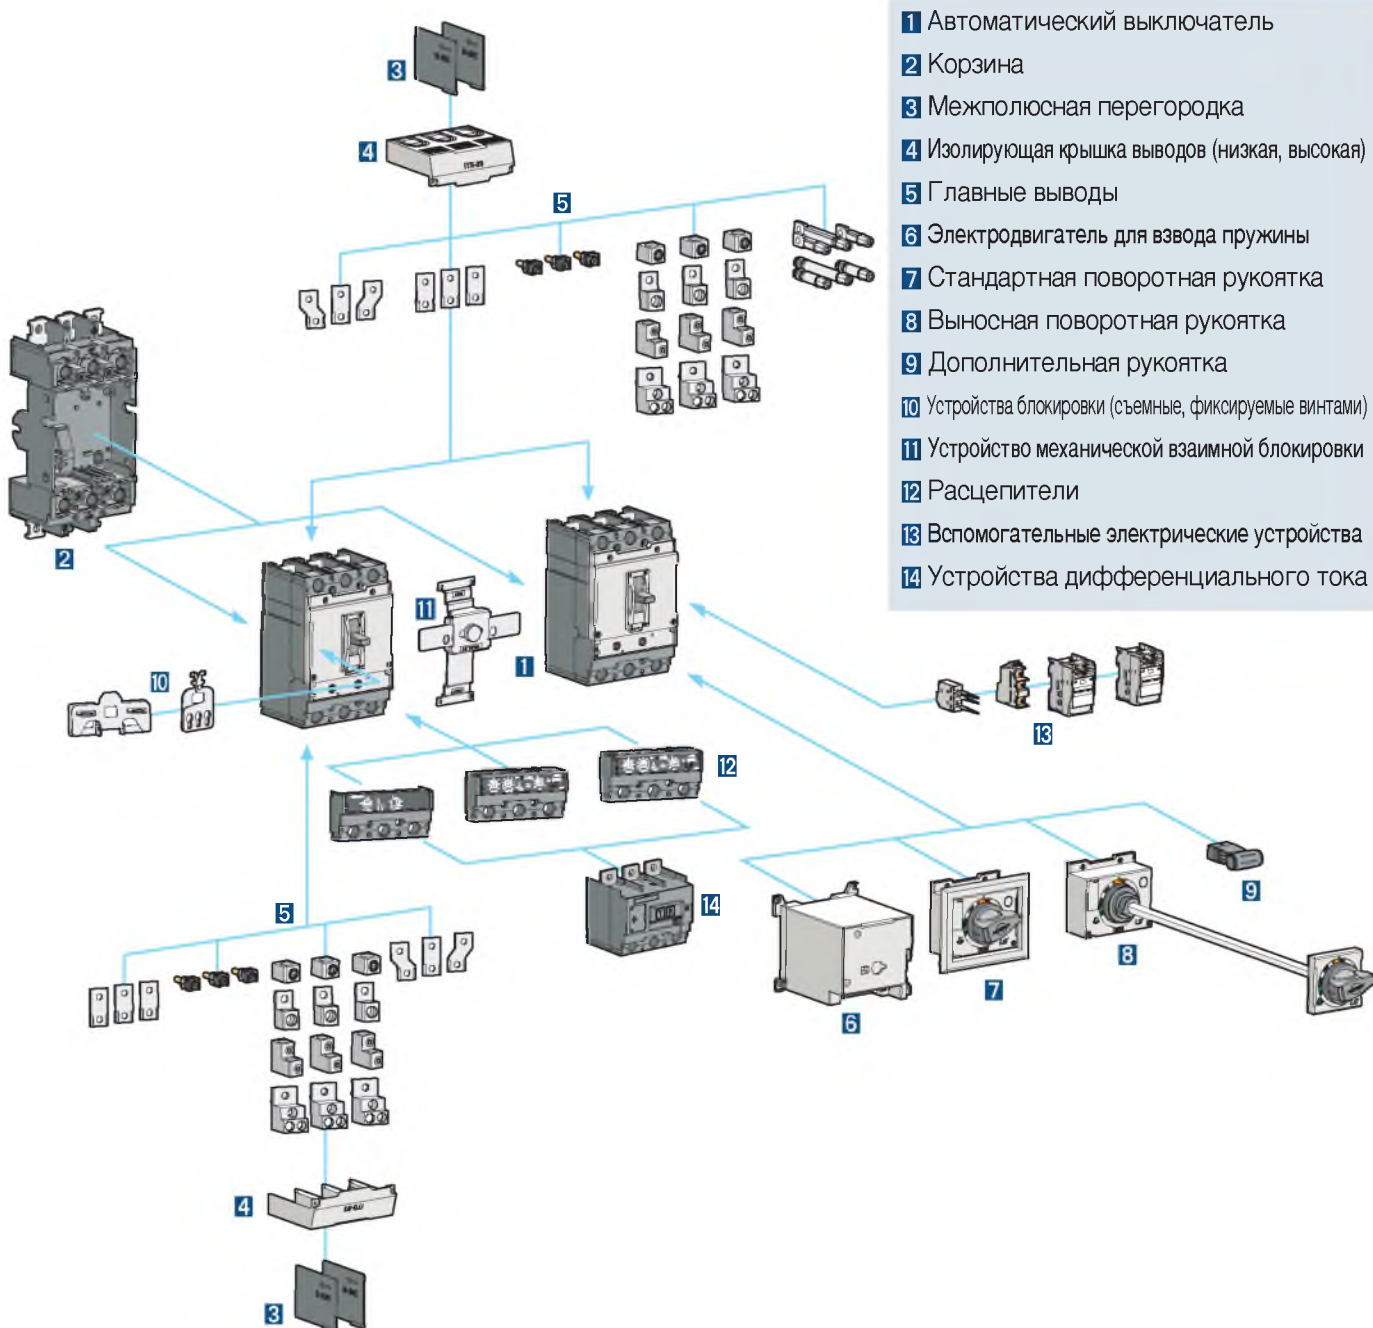 1 Автоматический выключатель
2 Корзина
3 Межполюсная перегородка
4 Изолирующая крышка выводов (низкая, высокая)
5 Главные выводы
6 Электродвигатель для взвода пружины
7 Стандартная поворотная рукоятка
8 Выносная поворотная рукоятка
9 Дополнительная рукоятка
10 Устройства блокировки (съемные, фиксируемые винтами)
11 Устройство механической взаимной блокировки
12 Расцепители
13 Вспомогательные электрические устройства
14 Устройства дифференциального тока
3
4
5
2
11
1
10
13
12
14
5
9
8
7
6
4
3